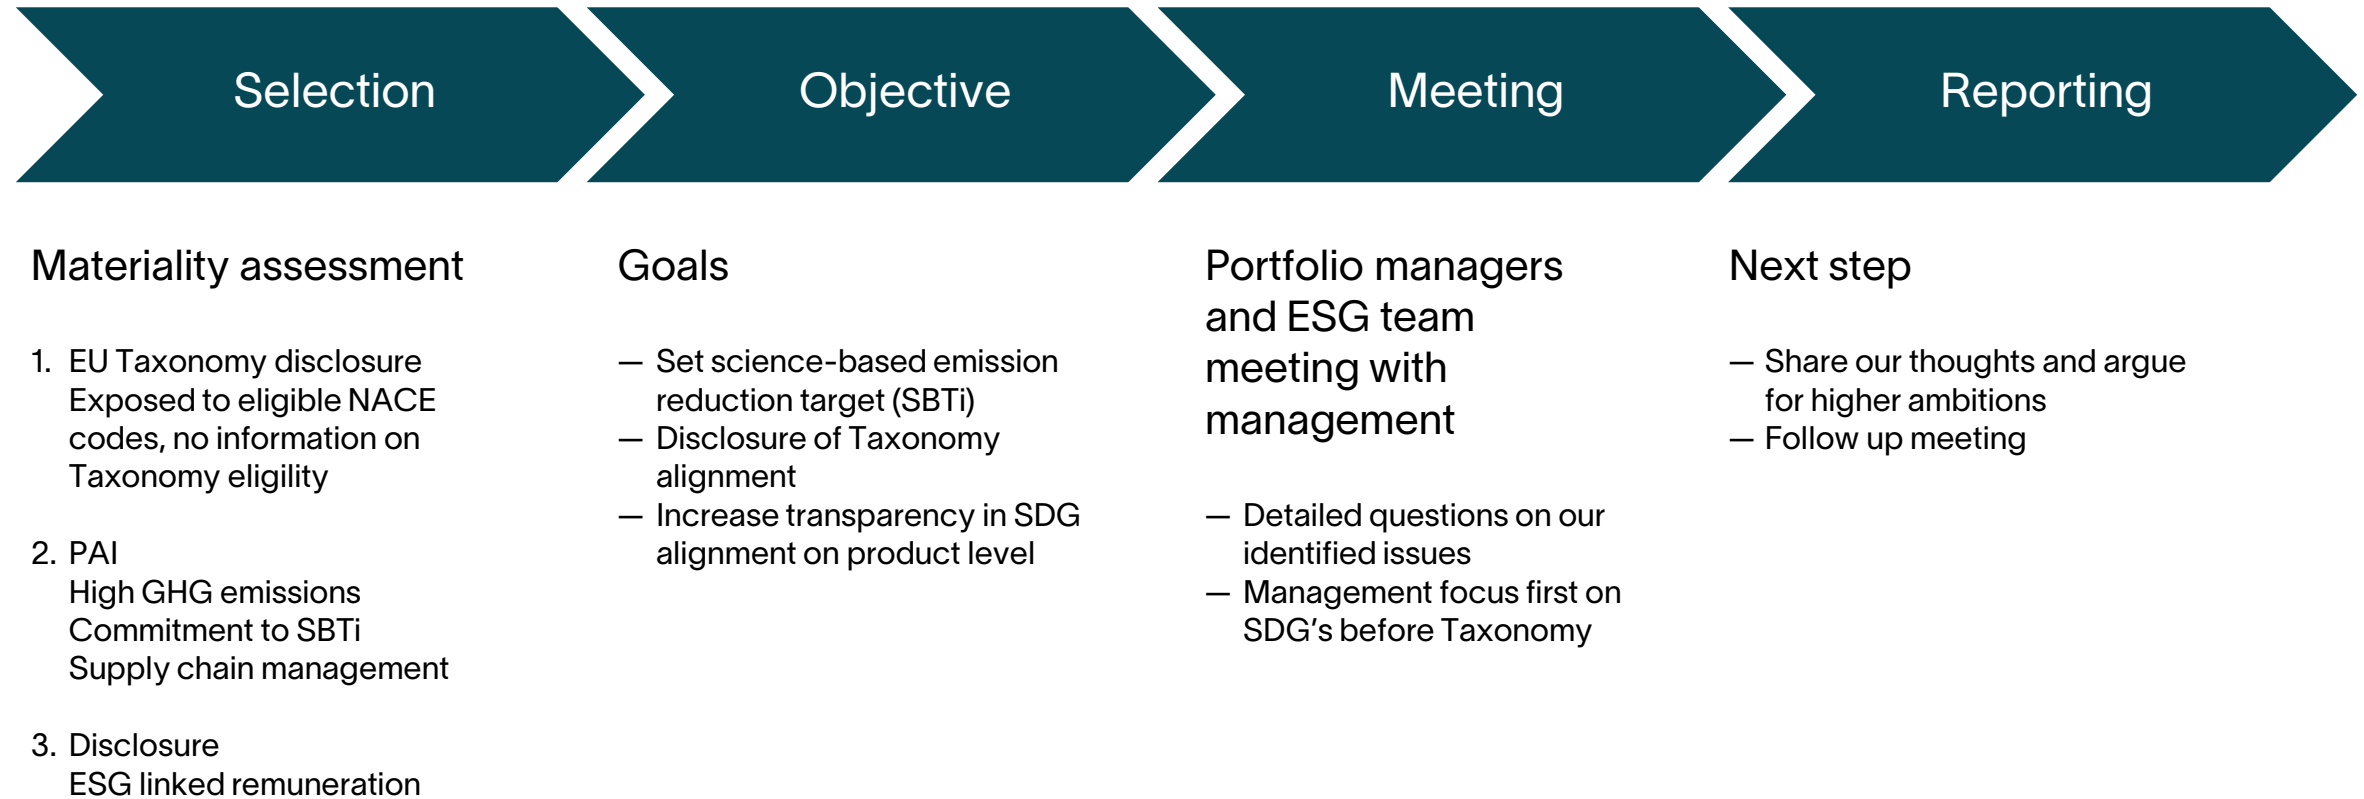 Selection
Objective
Meeting
Reporting
Materiality assessment
1. EU Taxonomy disclosure
Exposed to eligible NACE
codes, no information on
Taxonomy eligility
2. PAI
High GHG emissions
Commitment to SBTi
Supply chain management
3. Disclosure
ESG linked remuneration
Goals
— Set science-based emission
reduction target (SBTi)
— Disclosure of Taxonomy
alignment
— Increase transparency in SDG
alignment on product level
Portfolio managers
and ESG team
meeting with
management
— Detailed questions on our
identified issues
— Management focus first on
SDG’s before Taxonomy
Next step
— Share our thoughts and argue
for higher ambitions
— Follow up meeting